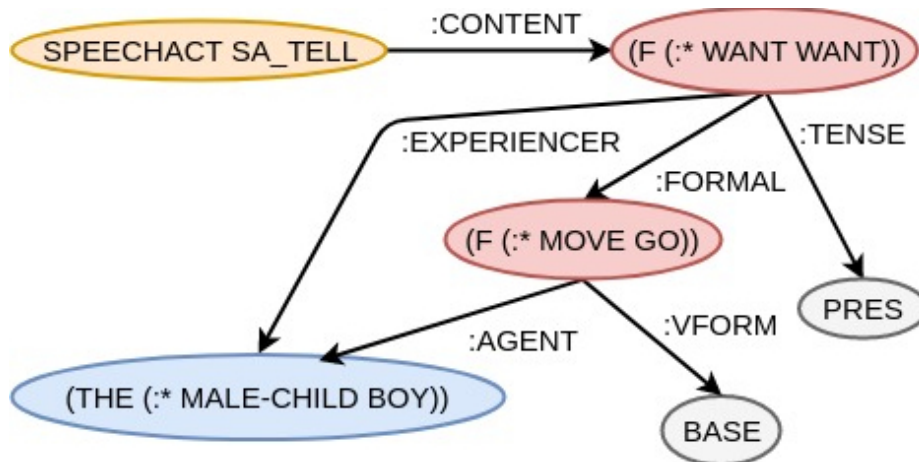 :CONTENT
SPEECHACT SA_TELL
(F (:* WANT WANT))
:EXPERIENCER
:TENSE
:FORMAL
(F (:* MOVE GO))
PRES
:AGENT
:VFORM
(THE (:* MALE-CHILD BOY))
BASE